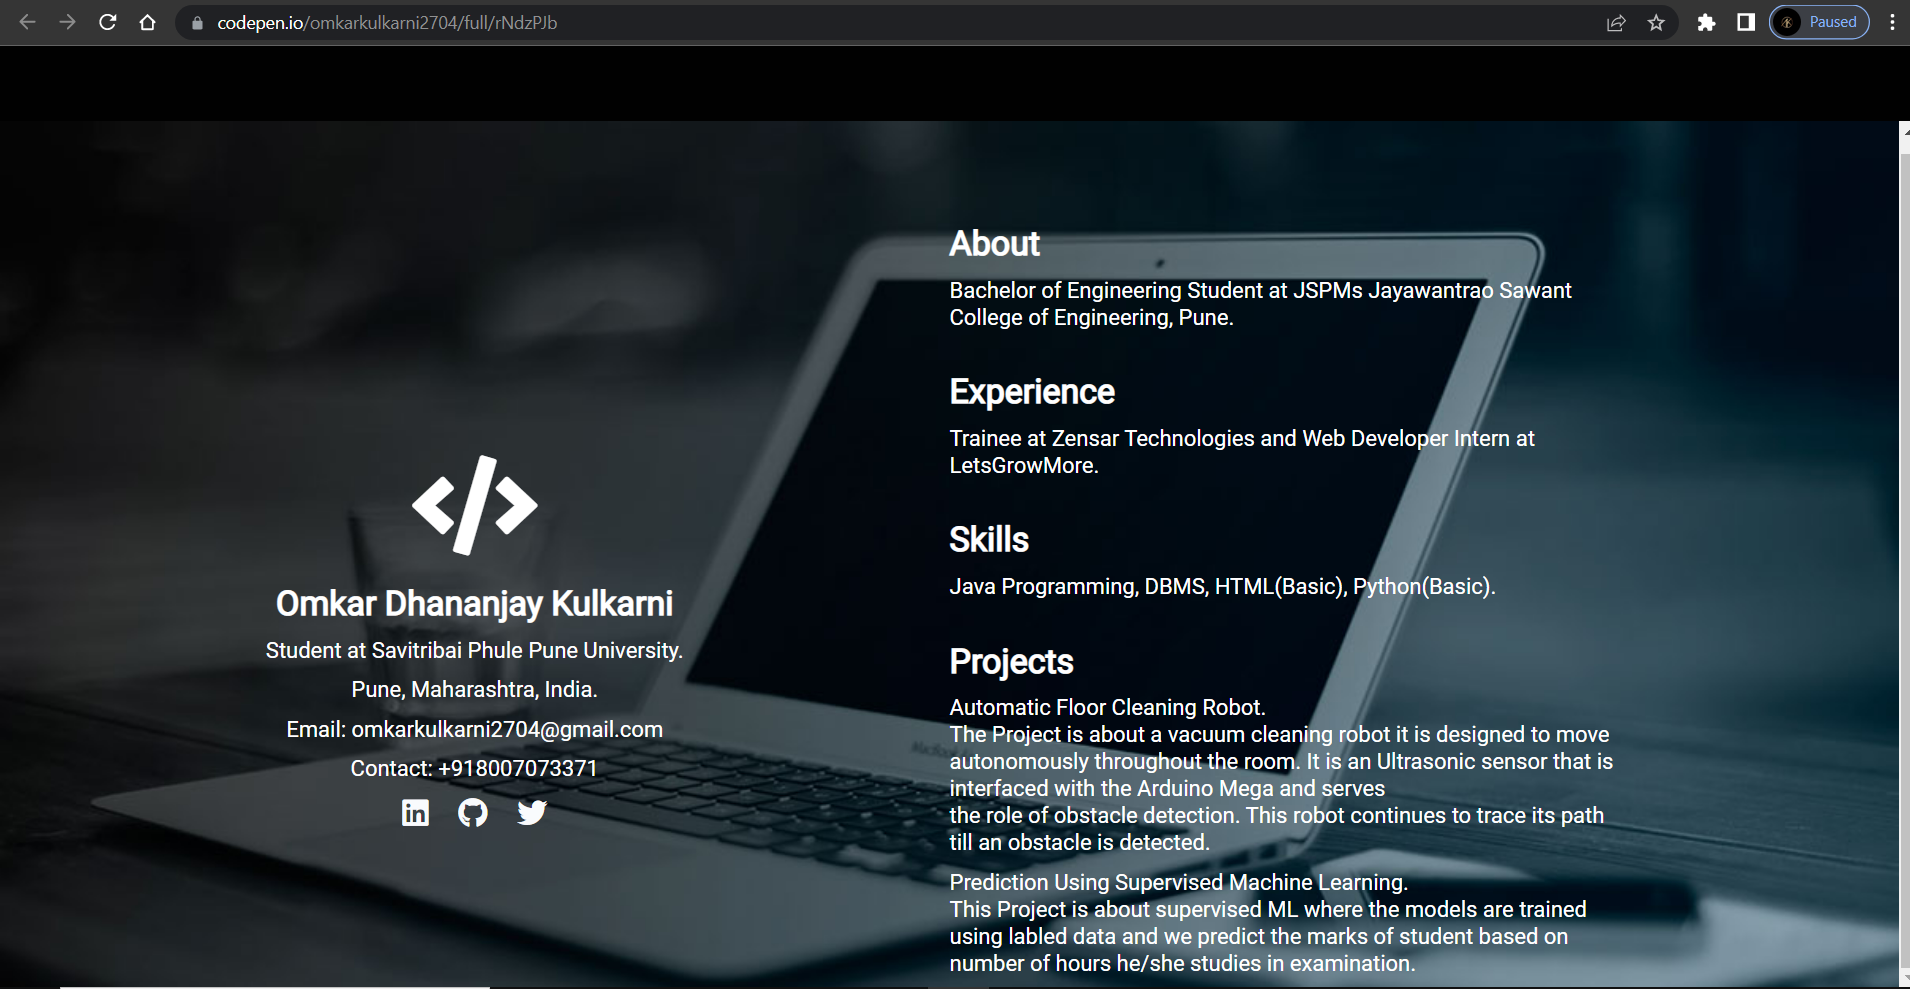 codepen.io/omkarkulkarni2704/full/rNdzPJb
Paused
Omkar Dhananjay Kulkarni
Student at Savitribai Phule Pune University.
Pune, Maharashtra, India.
Email: omkarkulkarni2704@gmail.com
Contact: +918007073371
About
Bachelor of Engineering Student at JSPMs Jayawantrao Sawant
College of Engineering, Pune.
Experience
Trainee at Zensar Technologies and Web Developer Intern at
LetsGrowMore.
Skills
Java Programming, DBMS, HTML(Basic), Python(Basic).
Projects
Automatic Floor Cleaning Robot.
The Project is about a vacuum cleaning robot it is designed to move
autonomously throughout the room. It is an Ultrasonic sensor that is
interfaced with the Arduino Mega and serves
the role of obstacle detection. This robot continues to trace its path
till an obstacle is detected.
Prediction Using Supervised Machine Learning.
This Project is about supervised ML where the models are trained
using labled data and we predict the marks of student based on
number of hours he/she studies in examination.